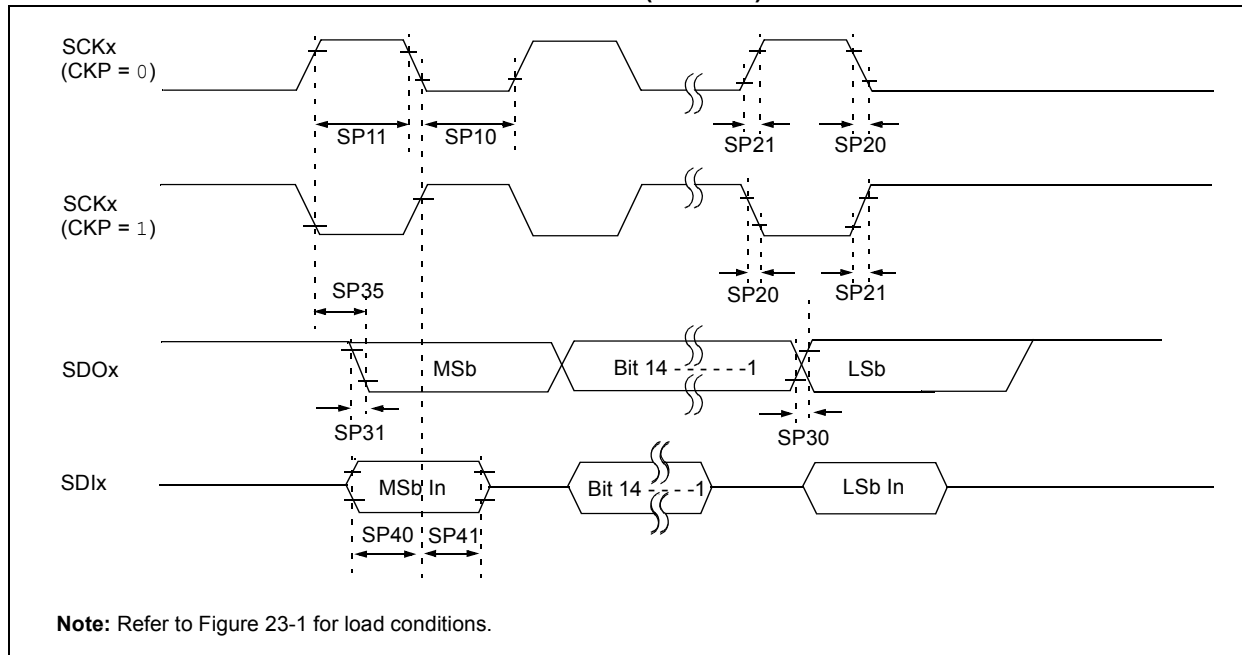 SCKx
(CKP = 0)
SP11
SP10
SP21
SP20
SCKx
(CKP = 1)
SP35
SP20
SP21
SDOx
MSb
Bit 14 - - - - - -1
LSb
SP31
SP30
SDIx
MSb In
Bit 14 - - - -1
LSb In
SP40
SP41
Note: Refer to Figure 23-1 for load conditions.